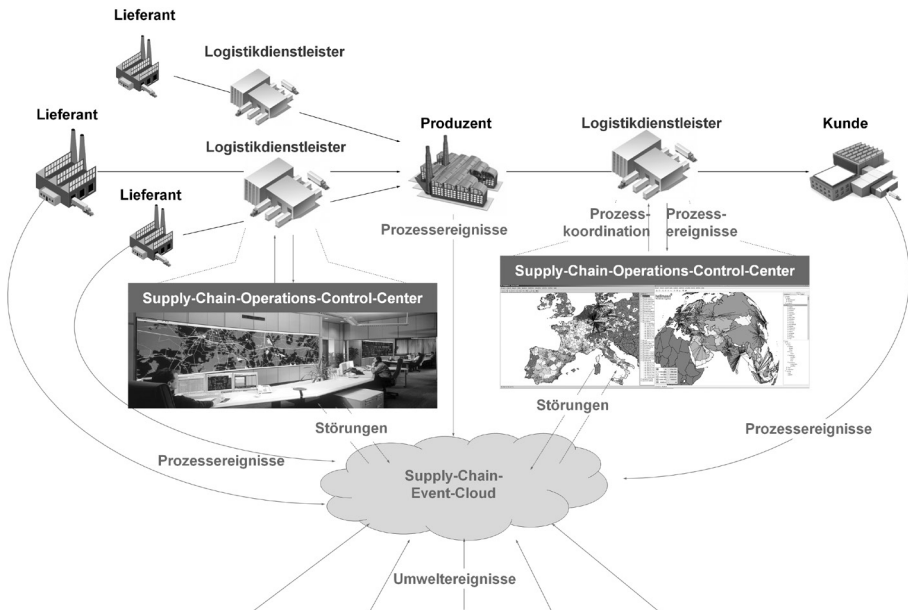 Lieferant
Logistikdienstleister
Lieferant
Produzent
Logistikdienstleister
Kunde
Logistikdienstleister
Lieferant
Prozessereignisse
Prozess-
koordination
Prozess-
ereignisse
Supply-Chain-Operations-Control-Center
Supply-Chain-Operations-Control-Center
Störungen
Störungen
Prozessereignisse
Prozessereignisse
Supply-Chain-
Event-Cloud
Umweltereignisse